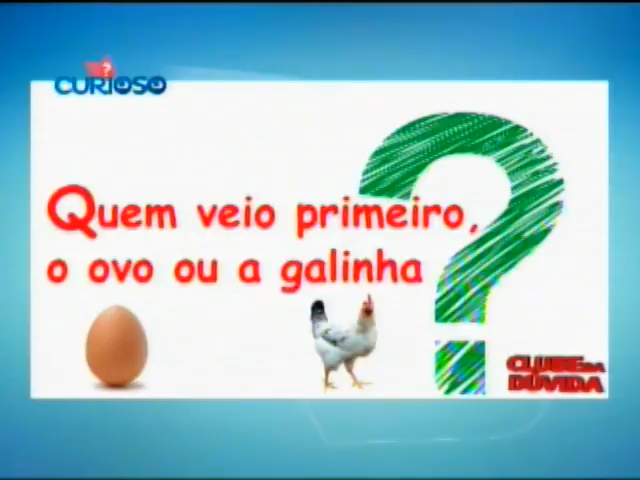 CURIOSO
Quem veio primeiro,
o ovo ou a galinha
?
CLUBE DA
DÚVIDA